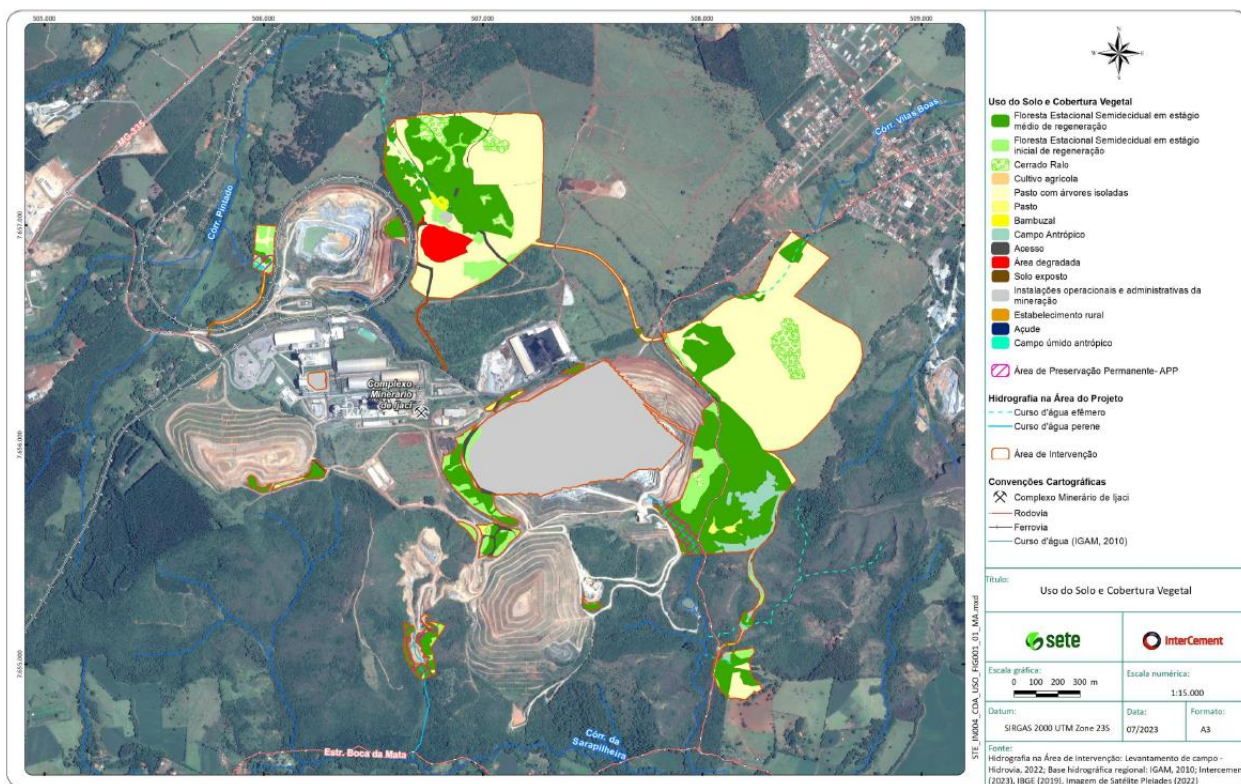 505.000
506.000
507.000
508.000
509.000
7.657.000
7.656.000
7.655.000
Córr. Pintado
Córr. Vilas Boas
Complexo
Minerário
de Ijaci
Estr. Boca da Mata
Córr. da
Sarapilheira
Uso do Solo e Cobertura Vegetal
Floresta Estacional Semidecidual em estágio
médio de regeneração
Floresta Estacional Semidecidual em estágio
inicial de regeneração
Cerrado Ralo
Cultivo agrícola
Pasto com árvores isoladas
Pasto
Bambuzal
Campo Antrópico
Acesso
Área degradada
Solo exposto
Instalações operacionais e administrativas da
mineração
Estabelecimento rural
Açude
Campo úmido antrópico
Área de Preservação Permanente- APP
Hidrografia na Área do Projeto
Curso d'água efêmero
Curso d'água perene
Área de Intervenção
Convenções Cartográficas
Complexo Minerário de Ijaci
Rodovia
Ferrovia
Curso d'água (IGAM, 2010)
Título:
Uso do Solo e Cobertura Vegetal
sete
InterCement
Escala gráfica:
0 100 200 300 m
Escala numérica:
1:15.000
Datum:
SIRGAS 2000 UTM Zone 23S
Data:
07/2023
Formato:
A3
Fonte:
Hidrografia na Área de Intervenção: Levantamento de campo -
Hidrovia, 2022; Base hidrográfica regional: IGAM, 2010; Intercement
(2023), IBGE (2019), Imagem de Satélite Pleiades (2022)
STE_IN004_COA_USO_FIG001_01_MA.mxd